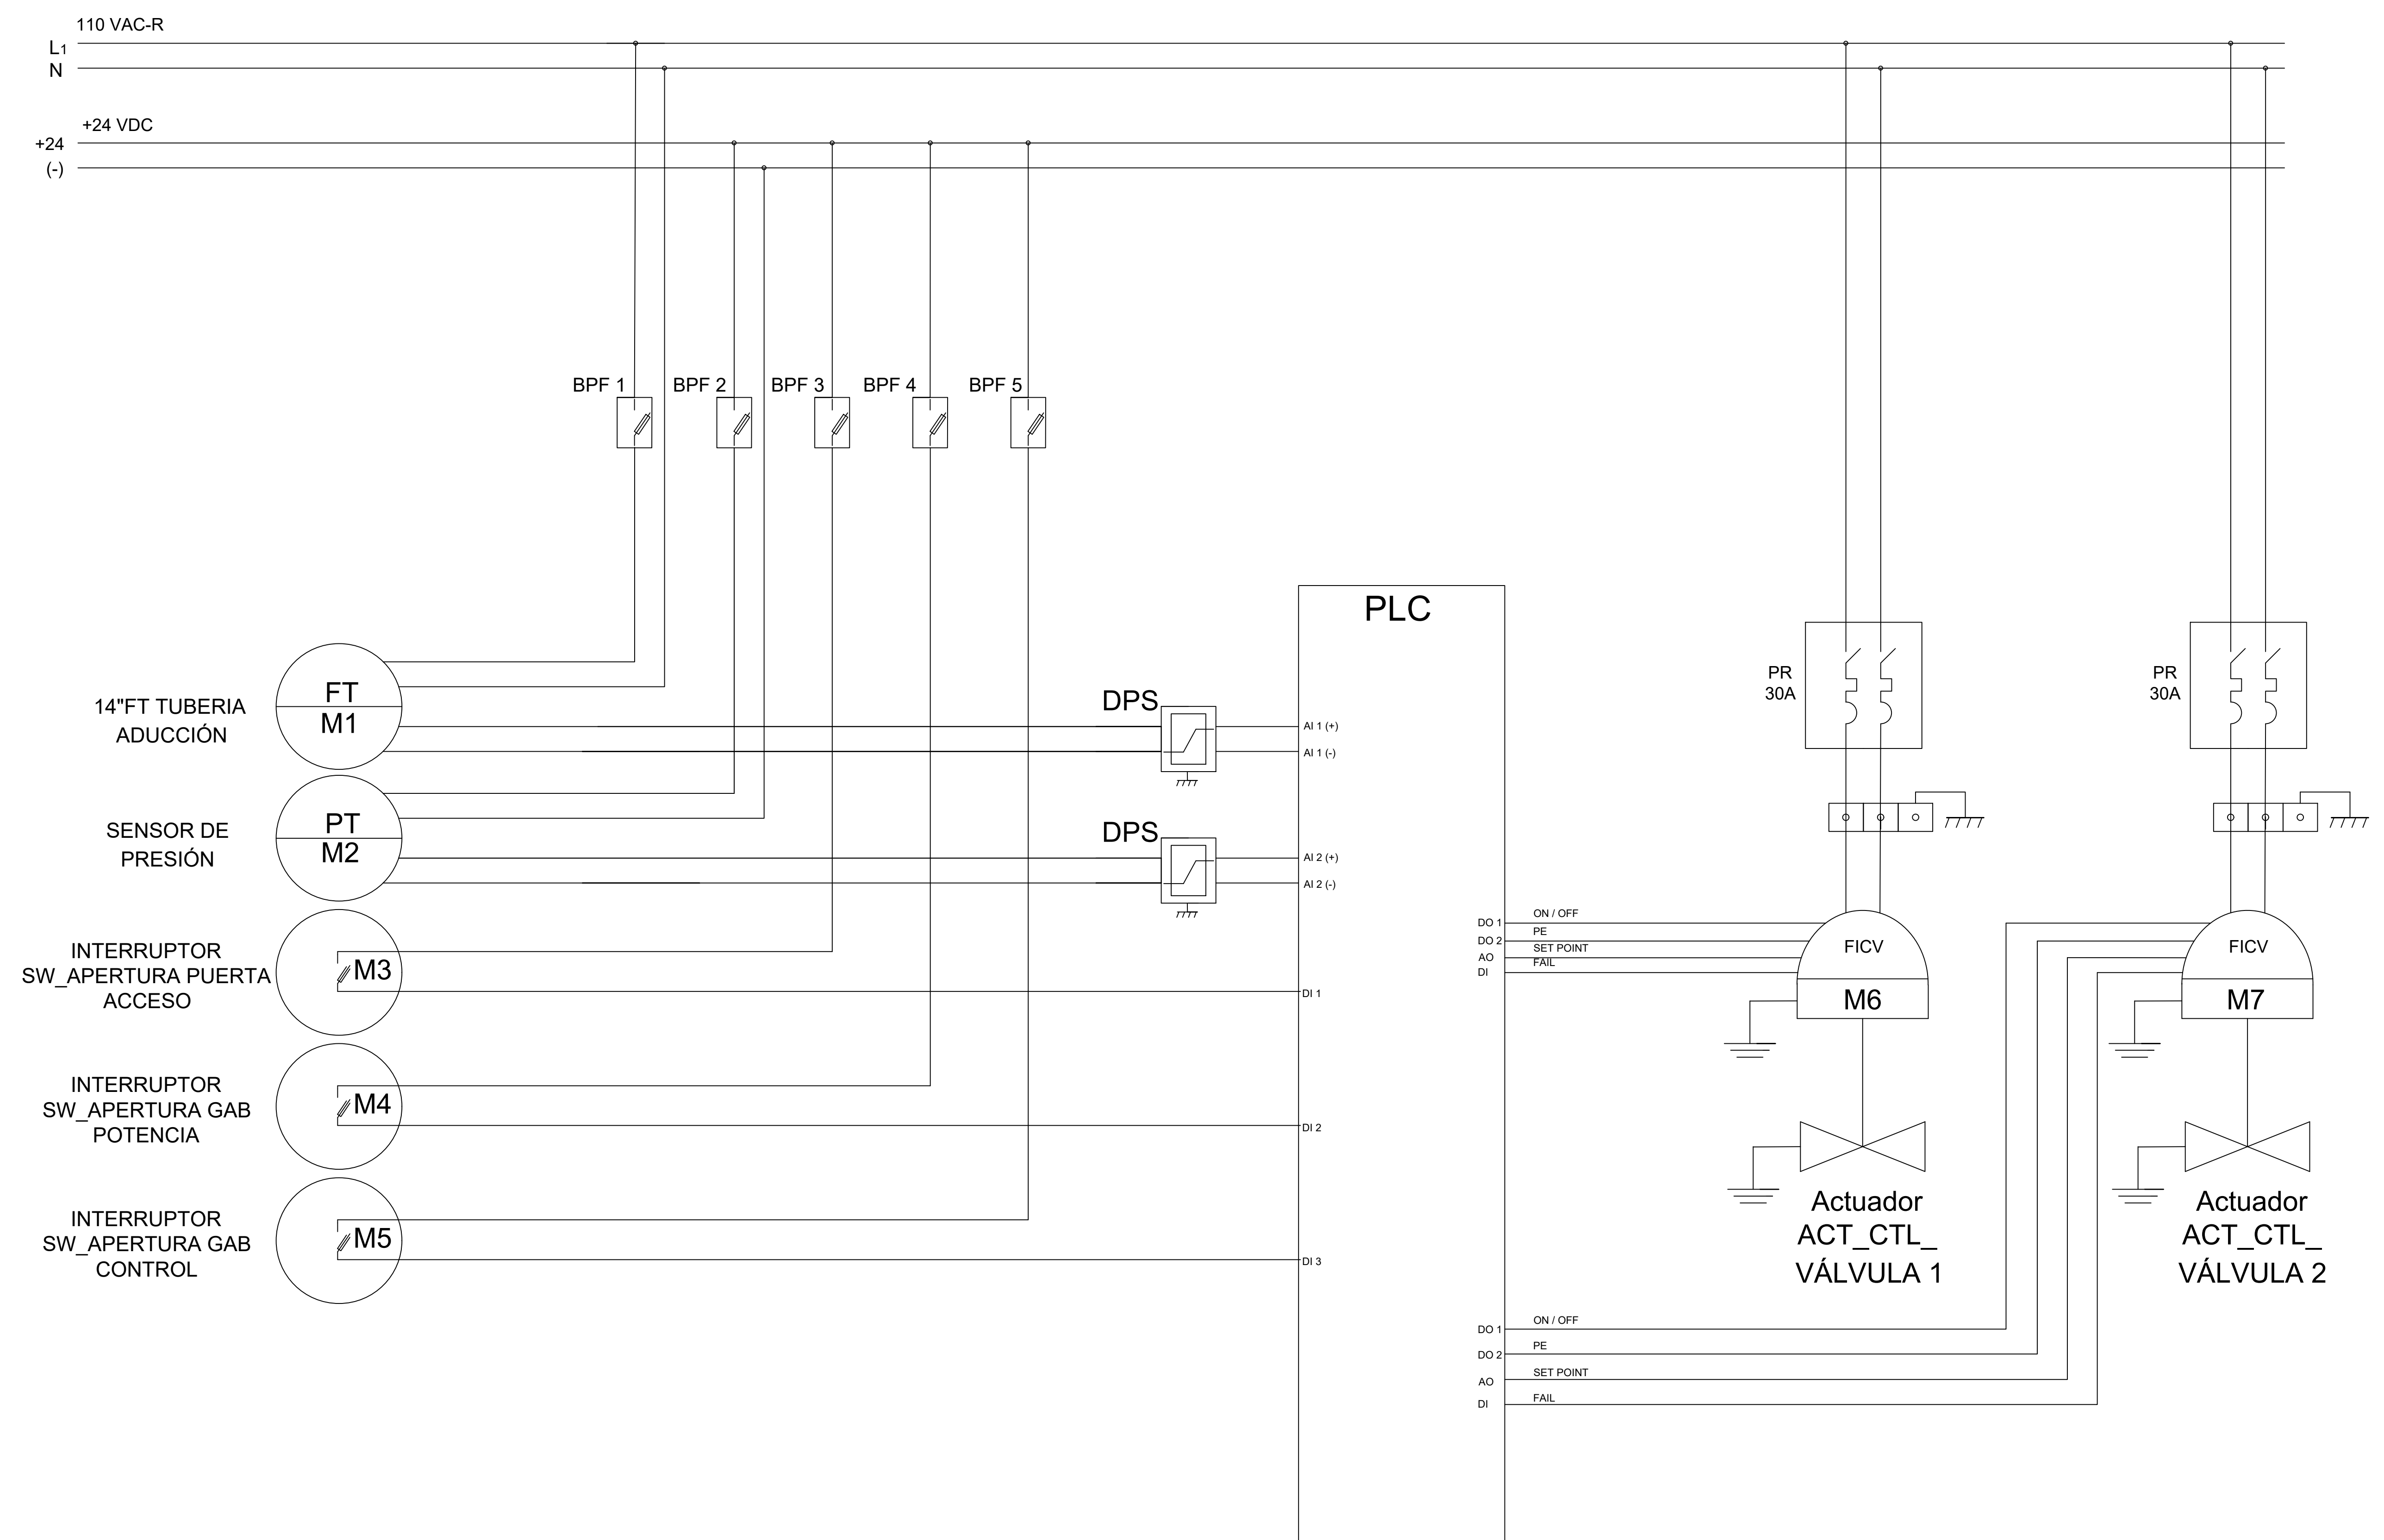 110 VAC-R
L1
N
+24 VDC
+24
(-)
BPF 1
BPF 2
BPF 3
BPF 4
BPF 5
PLC
PR
30A
PR
30A
14"FT TUBERIA
ADUCCIÓN
FT
M1
DPS
AI 1 (+)
AI 1 (-)
SENSOR DE
PRESIÓN
PT
M2
DPS
AI 2 (+)
AI 2 (-)
INTERRUPTOR
SW_APERTURA PUERTA
ACCESO
M3
DI 1
INTERRUPTOR
SW_APERTURA GAB
POTENCIA
M4
DI 2
INTERRUPTOR
SW_APERTURA GAB
CONTROL
M5
DI 3
DO 1
ON / OFF
DO 2
PE
AO
SET POINT
DI
FAIL
FICV
M6
FICV
M7
Actuador
ACT_CTL_
VÁLVULA 1
Actuador
ACT_CTL_
VÁLVULA 2
DO 1
ON / OFF
DO 2
PE
AO
SET POINT
DI
FAIL